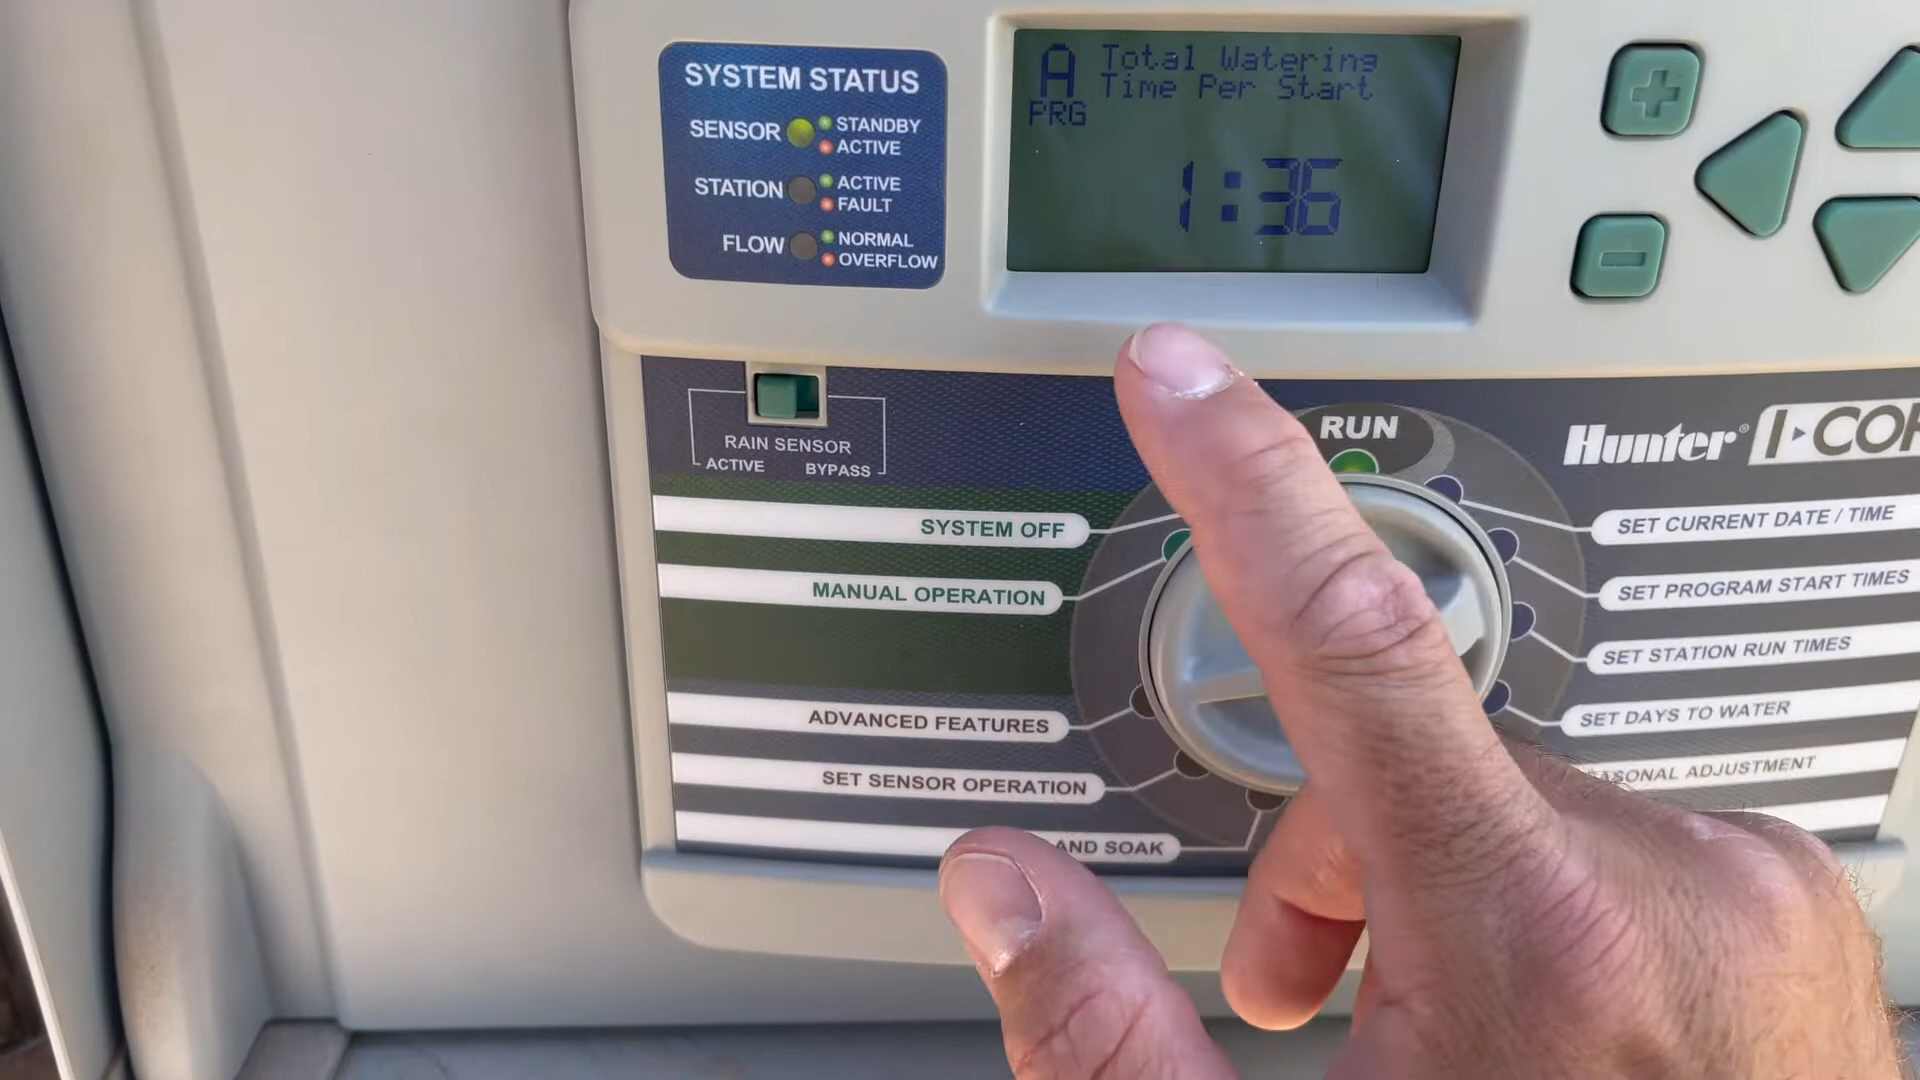 SYSTEM STATUS
SENSOR
STANDBY
ACTIVE
STATION
ACTIVE
FAULT
FLOW
NORMAL
OVERFLOW
A
PRG
Total Watering
Time Per Start
1:36
RAIN SENSOR
ACTIVE BYPASS
RUN
Hunter®
SYSTEM OFF
MANUAL OPERATION
ADVANCED FEATURES
SET SENSOR OPERATION
AND SOAK
SET CURRENT DATE / TIME
SET PROGRAM START TIMES
SET STATION RUN TIMES
SET DAYS TO WATER
ADJUSTMENT